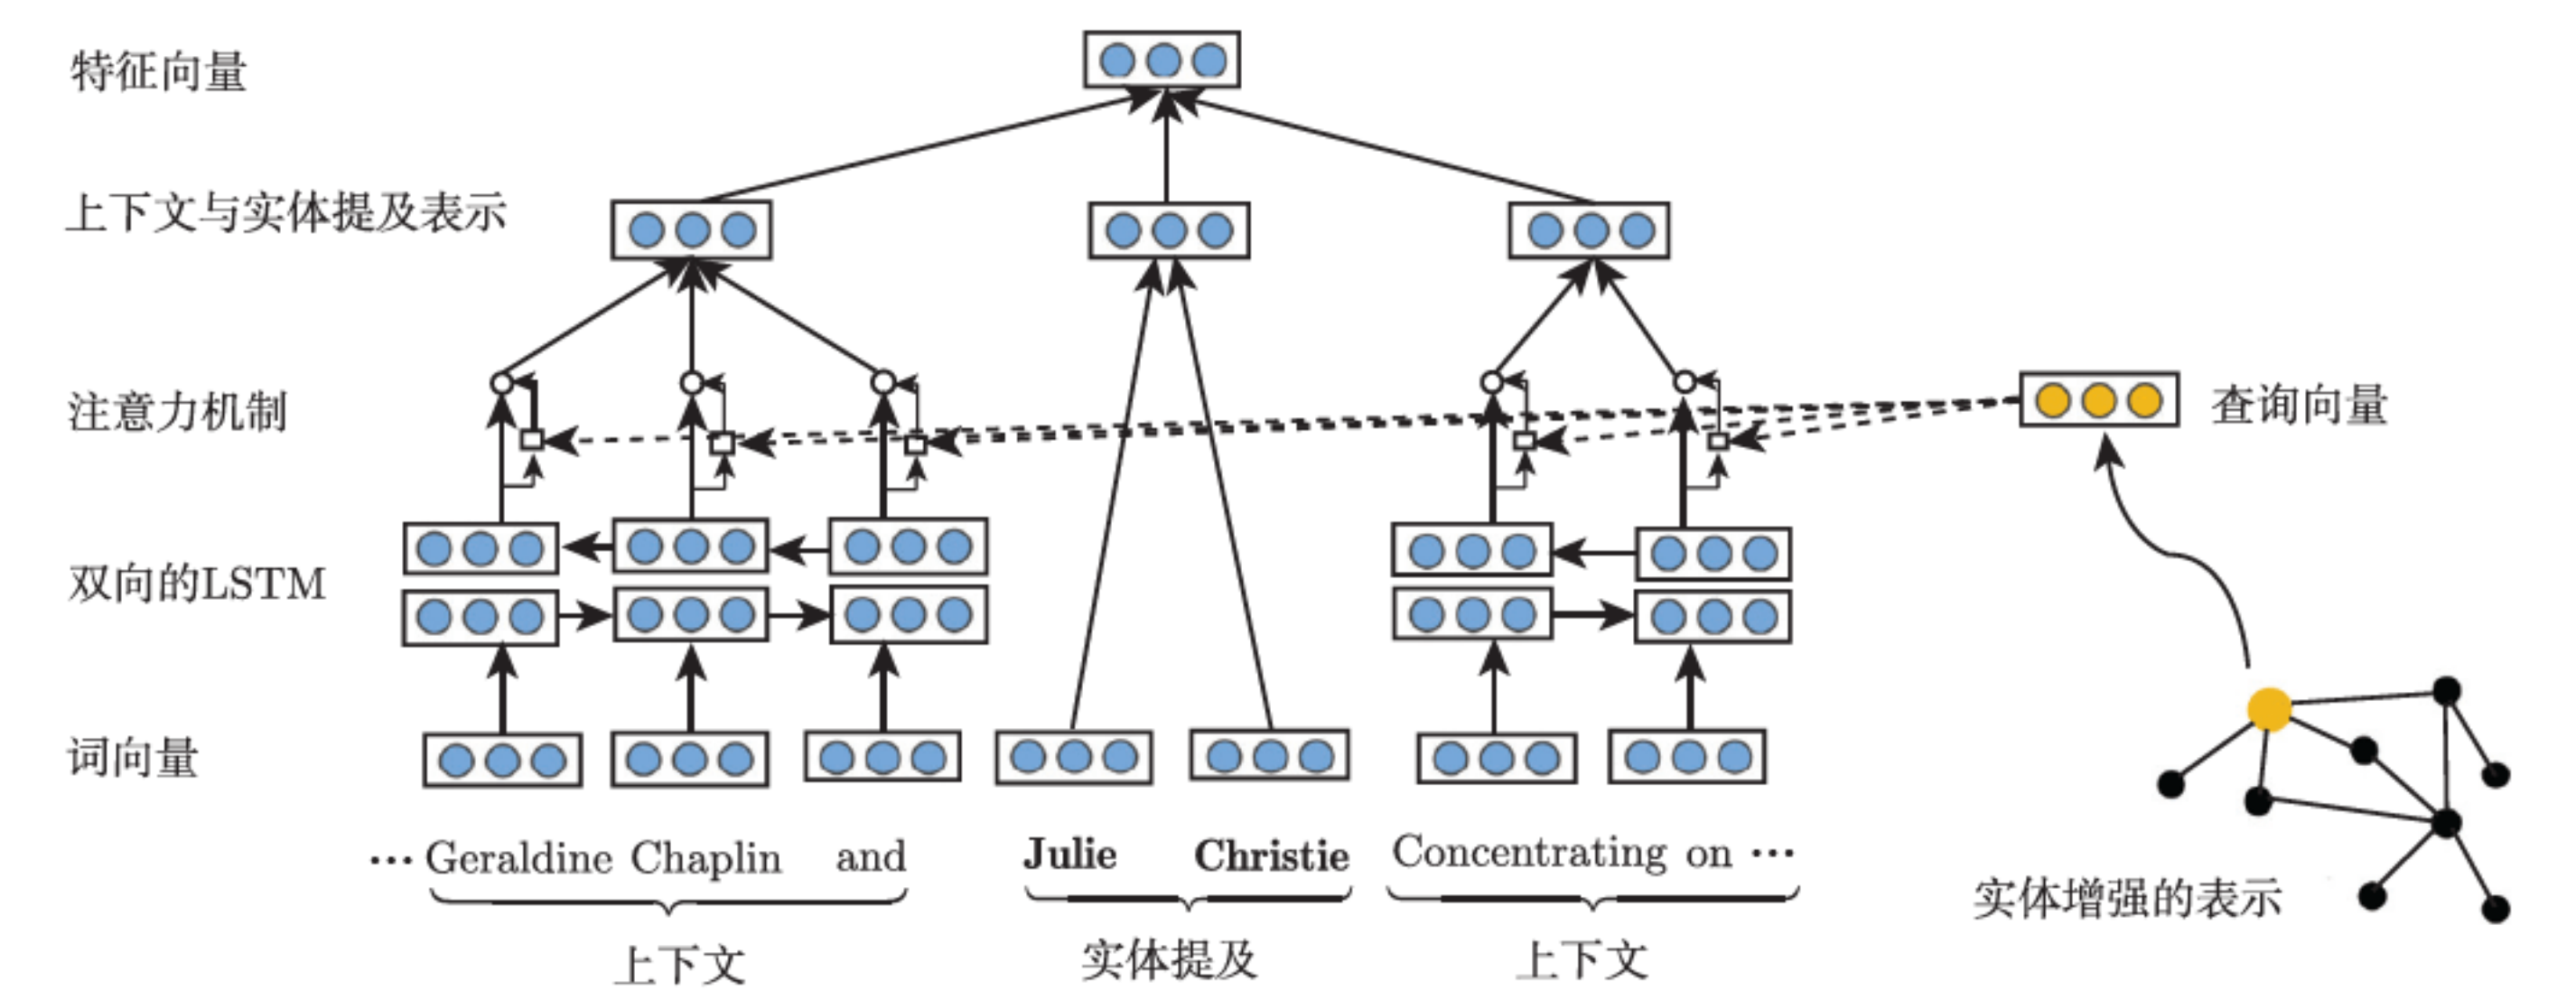 特征向量
上下文与实体提及表示
注意力机制
查询向量
双向的LSTM
词向量
··· Geraldine Chaplin and Julie Christie Concentrating on ···
实体增强的表示
上下文 实体提及 上下文